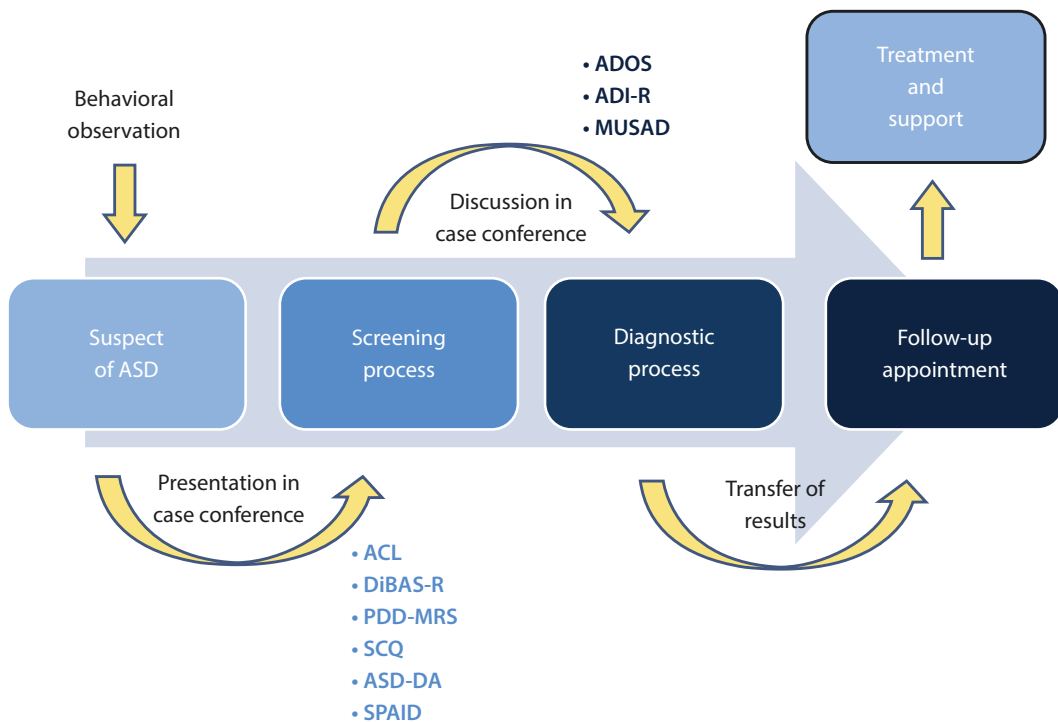 Behavioral
observation
• ADOS
• ADI-R
• MUSAD
Treatment
and
support
Discussion in
case conference
Suspect
of ASD
Screening
process
Diagnostic
process
Follow-up
appointment
Presentation in
case conference
Transfer of
results
• ACL
• DiBAS-R
• PDD-MRS
• SCQ
• ASD-DA
• SPAID